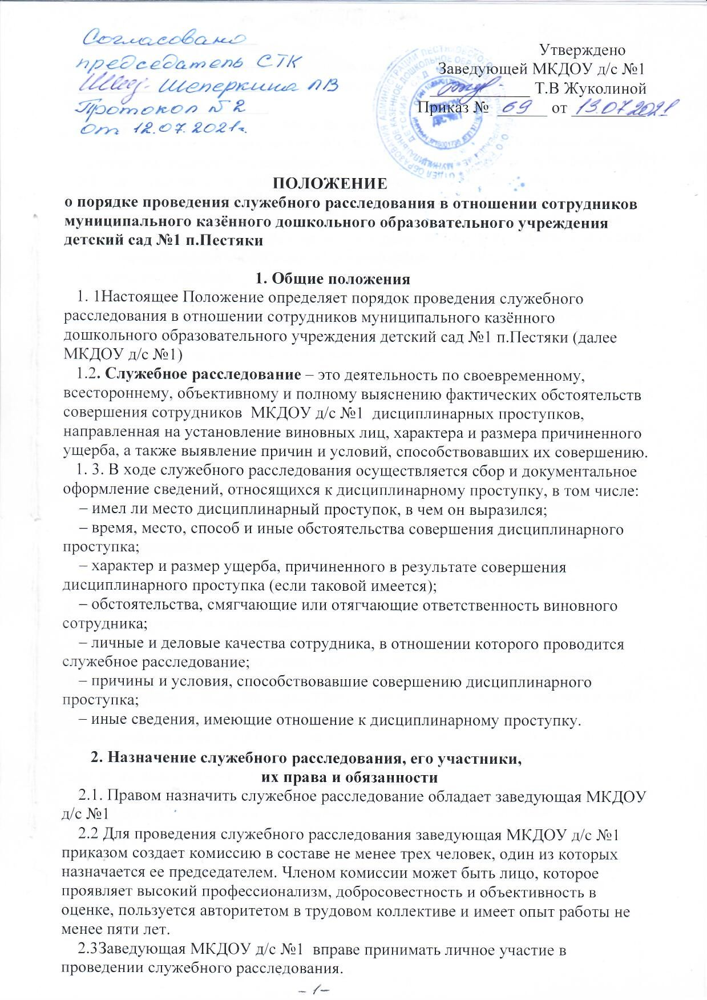 Согласовано
председатель СТК
Шеперкина ЛВ
Протокол №2
от 12.07.2021г.
Утверждено
Заведующей МКДОУ д/с №1
Т.В Жуколиной
Приказ № 69 от 13.07.2021
ПОЛОЖЕНИЕ
о порядке проведения служебного расследования в отношении сотрудников
муниципального казённого дошкольного образовательного учреждения
детский сад №1 п.Пестяки
1. Общие положения
1. 1Настоящее Положение определяет порядок проведения служебного
расследования в отношении сотрудников муниципального казённого
дошкольного образовательного учреждения детский сад №1 п.Пестяки (далее
МКДОУ д/с №1)
1.2. Служебное расследование – это деятельность по своевременному,
всестороннему, объективному и полному выяснению фактических обстоятельств
совершения сотрудников МКДОУ д/с №1 дисциплинарных проступков,
направленная на установление виновных лиц, характера и размера причиненного
ущерба, а также выявление причин и условий, способствовавших их совершению.
1. 3. В ходе служебного расследования осуществляется сбор и документальное
оформление сведений, относящихся к дисциплинарному проступку, в том числе:
– имел ли место дисциплинарный проступок, в чем он выразился;
– время, место, способ и иные обстоятельства совершения дисциплинарного
проступка;
– характер и размер ущерба, причиненного в результате совершения
дисциплинарного проступка (если таковой имеется);
– обстоятельства, смягчающие или отягчающие ответственность виновного
сотрудника;
– личные и деловые качества сотрудника, в отношении которого проводится
служебное расследование;
– причины и условия, способствовавшие совершению дисциплинарного
проступка;
– иные сведения, имеющие отношение к дисциплинарному проступку.
2. Назначение служебного расследования, его участники,
их права и обязанности
2.1. Правом назначить служебное расследование обладает заведующая МКДОУ
д/с №1
2.2 Для проведения служебного расследования заведующая МКДОУ д/с №1
приказом создает комиссию в составе не менее трех человек, один из которых
назначается ее председателем. Членом комиссии может быть лицо, которое
проявляет высокий профессионализм, добросовестность и объективность в
оценке, пользуется авторитетом в трудовом коллективе и имеет опыт работы не
менее пяти лет.
2.3Заведующая МКДОУ д/с №1 вправе принимать личное участие в
проведении служебного расследования.
- 1 -